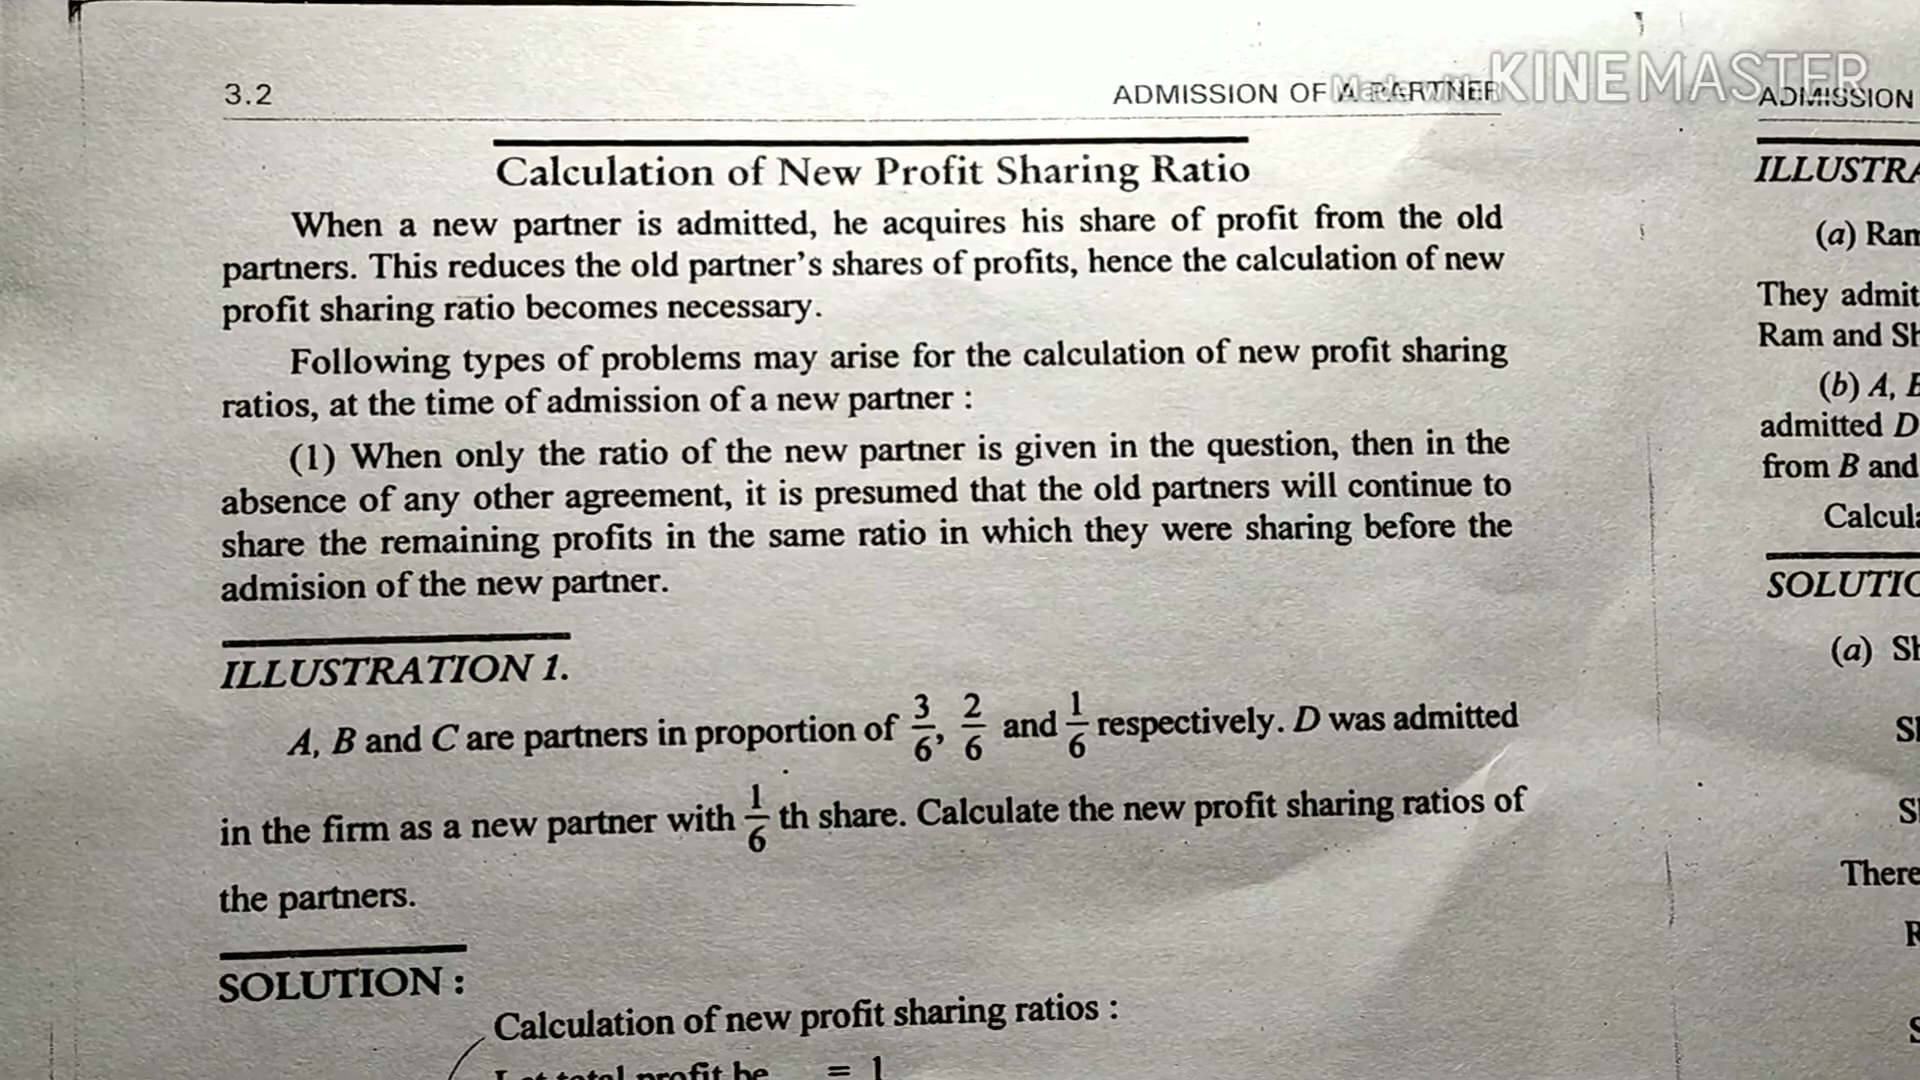 3.2 ADMISSION OF A PARTNER
Made with KINEMASTER
Calculation of New Profit Sharing Ratio
When a new partner is admitted, he acquires his share of profit from the old
partners. This reduces the old partner’s shares of profits, hence the calculation of new
profit sharing ratio becomes necessary.
Following types of problems may arise for the calculation of new profit sharing
ratios, at the time of admission of a new partner :
(1) When only the ratio of the new partner is given in the question, then in the
absence of any other agreement, it is presumed that the old partners will continue to
share the remaining profits in the same ratio in which they were sharing before the
admision of the new partner.
ILLUSTRATION 1.
A, B and C are partners in proportion of 3/6, 2/6 and 1/6 respectively. D was admitted
in the firm as a new partner with 1/6 th share. Calculate the new profit sharing ratios of
the partners.
SOLUTION :
Calculation of new profit sharing ratios :
Let total profit be = 1
ADMISSION
(a) Ram
They admit
Ram and
(b) A,
admitted D
from B and
(a)